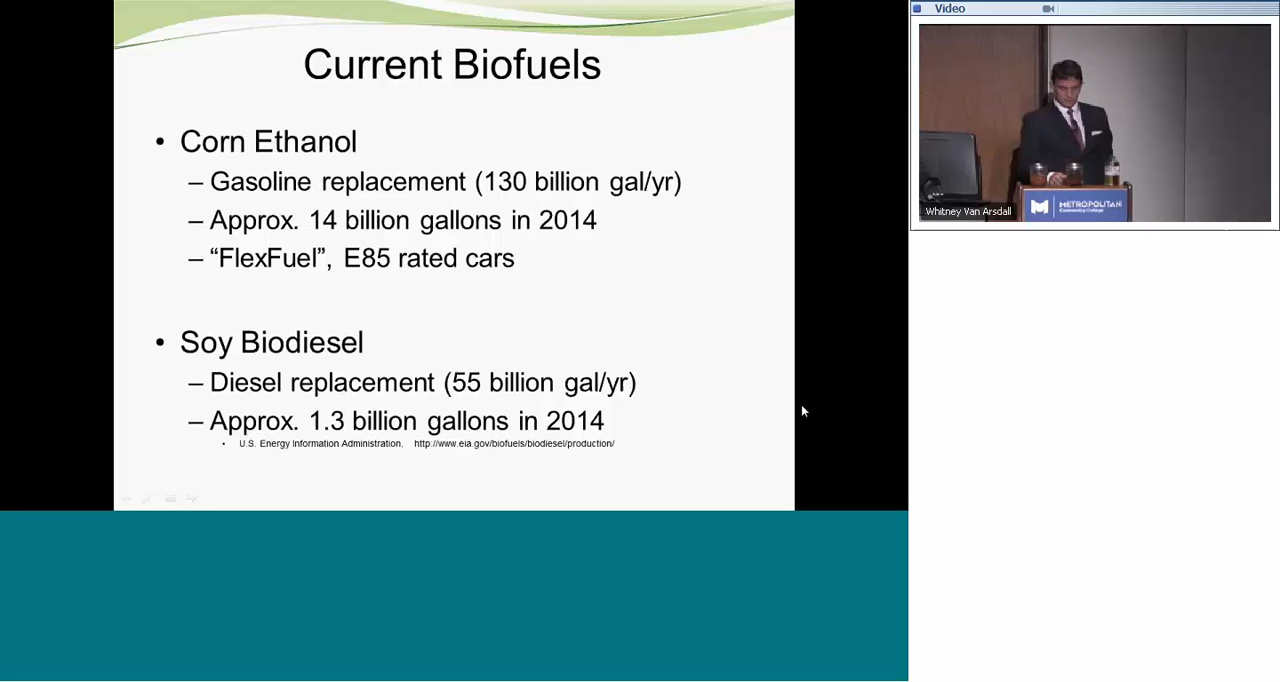 Current Biofuels
• Corn Ethanol
– Gasoline replacement (130 billion gal/yr)
– Approx. 14 billion gallons in 2014
– “FlexFuel”, E85 rated cars
• Soy Biodiesel
– Diesel replacement (55 billion gal/yr)
– Approx. 1.3 billion gallons in 2014
• U.S. Energy Information Administration, http://www.eia.gov/biofuels/biodiesel/production/
Video
Whitney Van Arsdall
METROPOLITAN
Community College